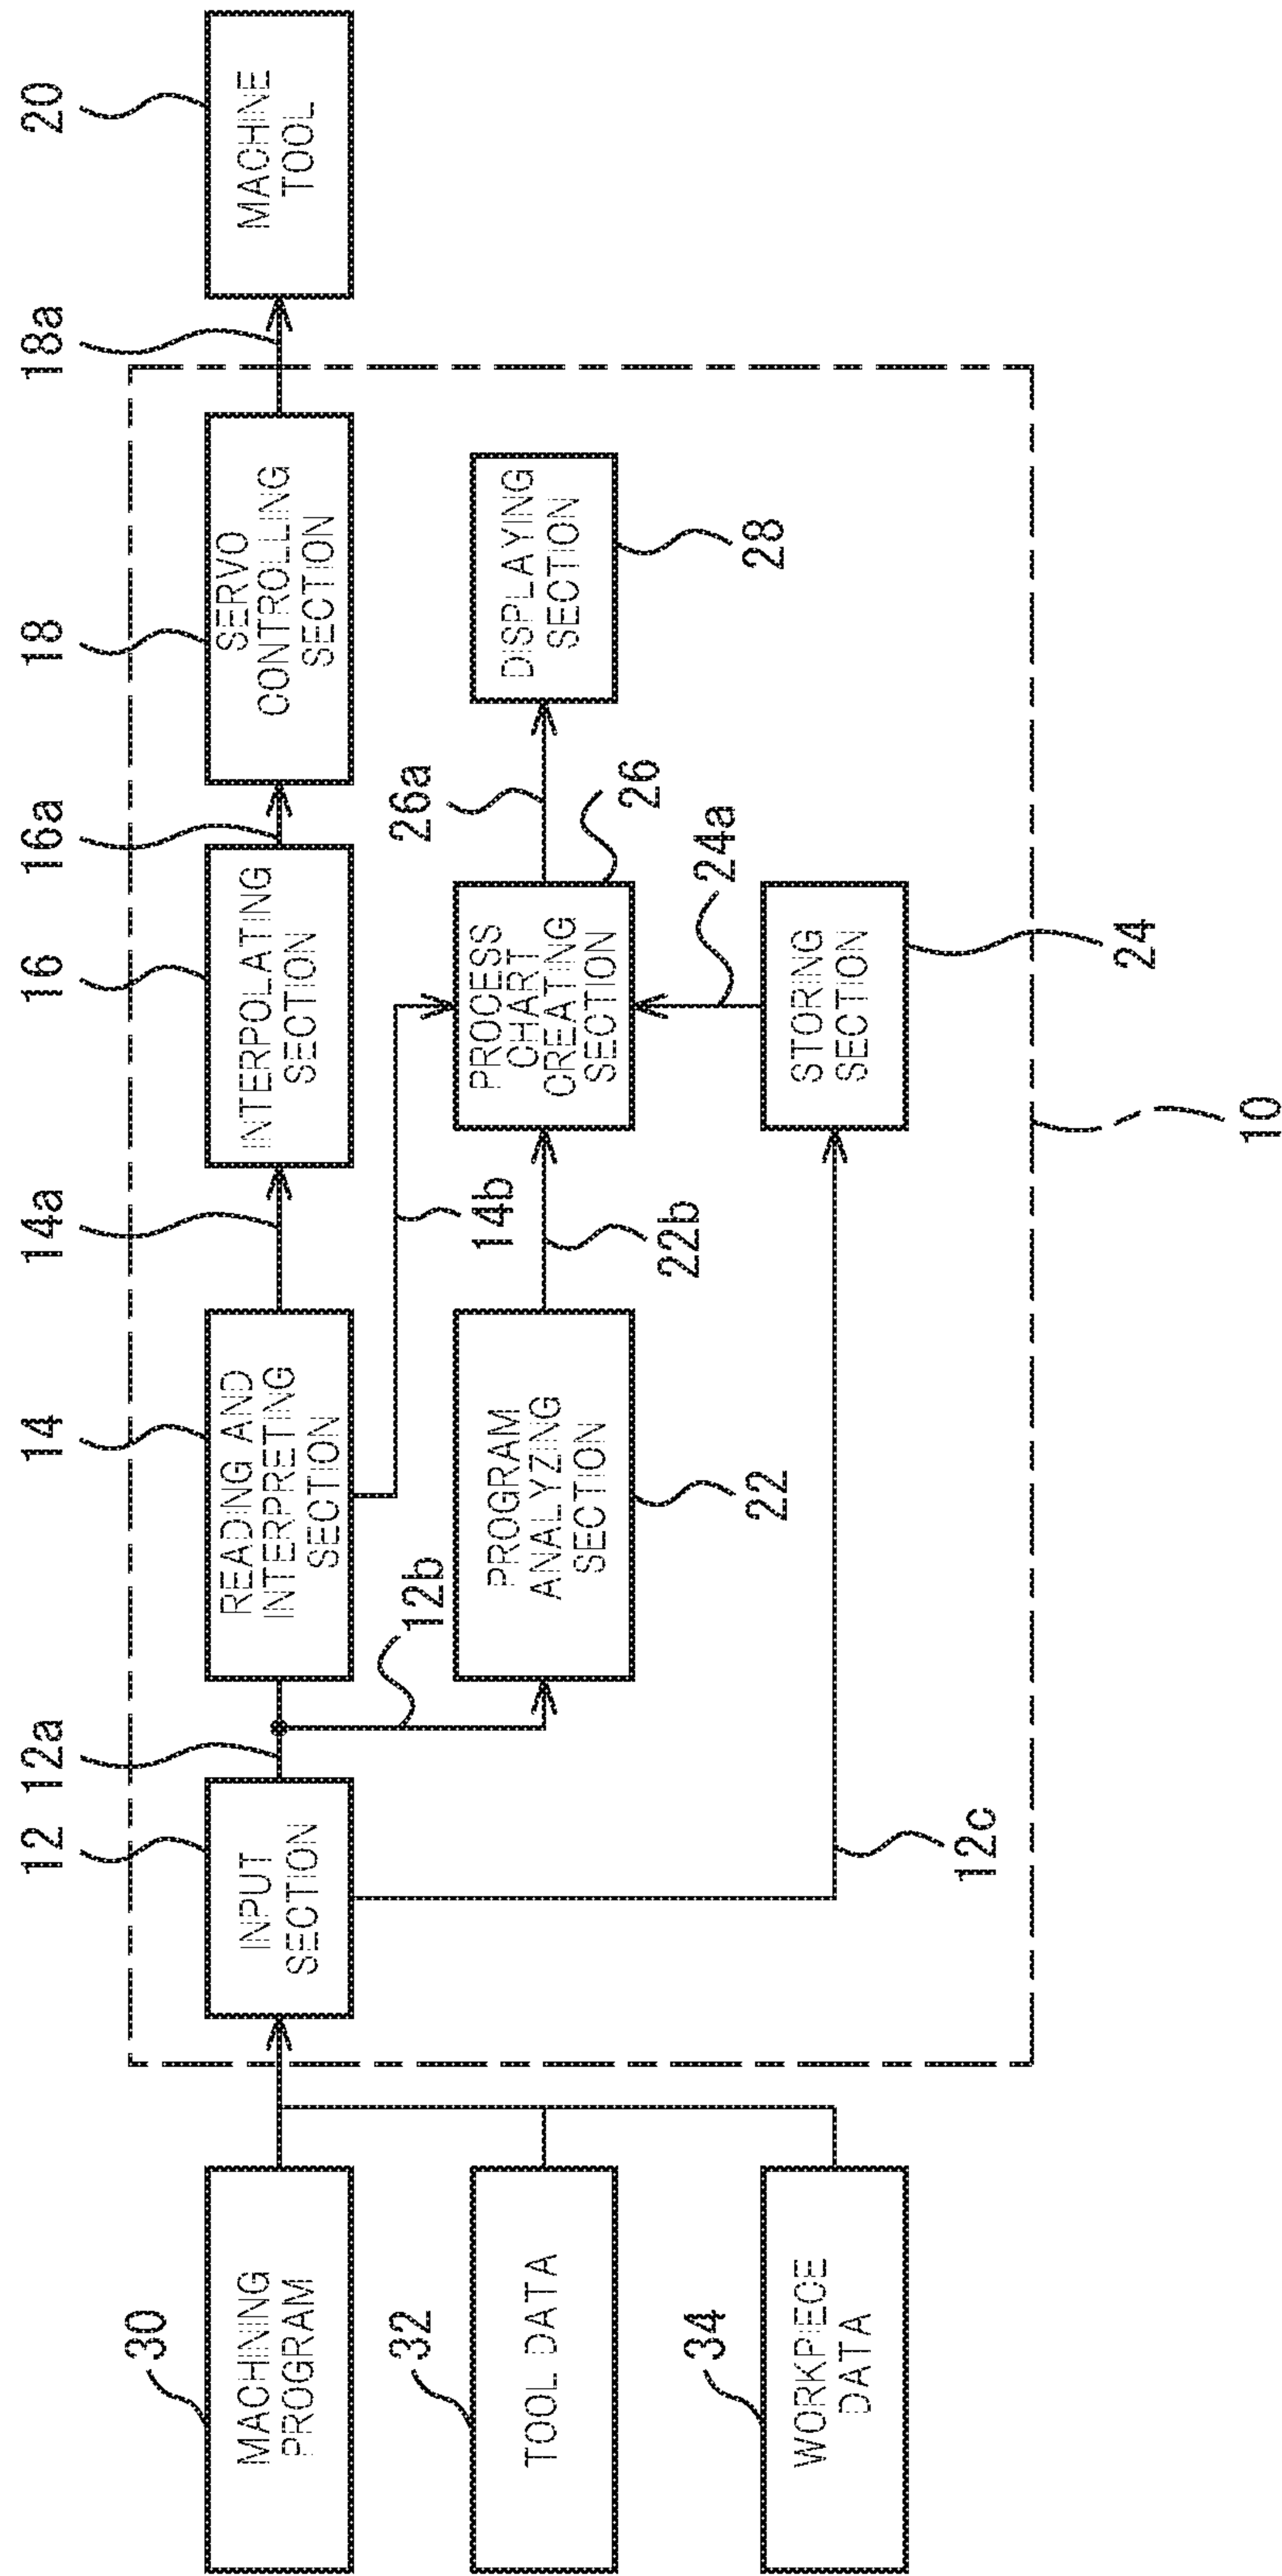 30
MACHINING
PROGRAM
32
TOOL DATA
34
WORKPIECE
DATA
12
INPUT
SECTION
12a
12b
12c
14
READING AND
INTERPRETING
SECTION
14a
14b
22
PROGRAM
ANALYZING
SECTION
22b
16
INTERPOLATING
SECTION
16a
26
PROCESS
CHART
CREATING
SECTION
26a
24a
STORING
SECTION
24
18
SERVO
CONTROLLING
SECTION
18a
DISPLAYING
SECTION
28
20
MACHINE
TOOL
10